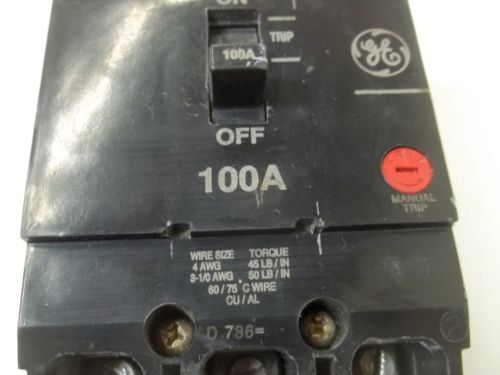 ON
TRIP
100A
GE
OFF
100A
MANUAL
TRIP
WIRE SIZE TORQUE
4 AWG 45 LB/IN
3-1/0 AWG 50 LB/IN
60/75°C WIRE
CU/AL
D 736=